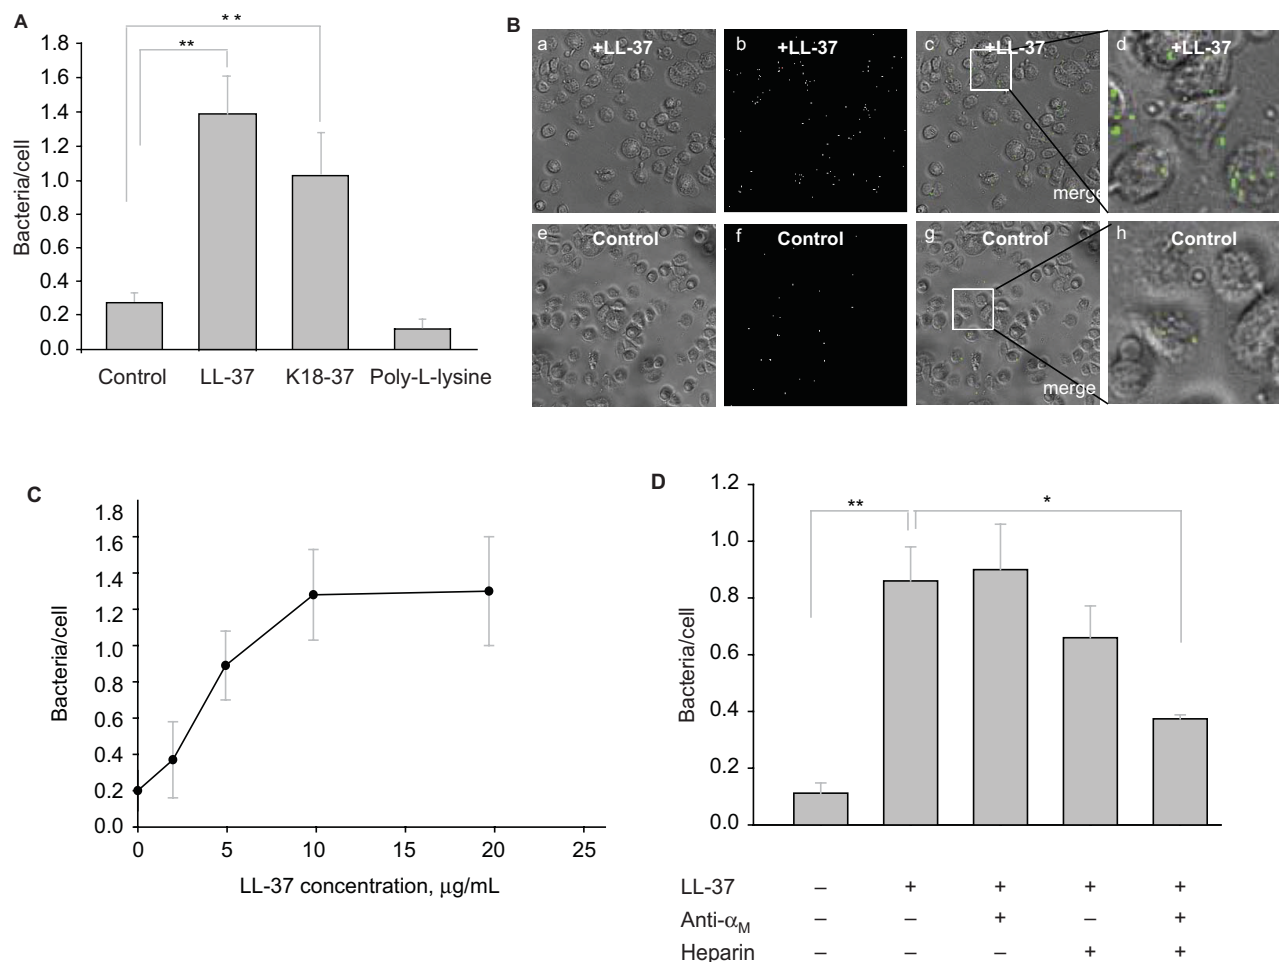 A
* *
**
1.8
1.6
1.4
1.2
1.0
0.8
0.6
0.4
0.2
0.0
Bacteria/cell
Control LL-37 K18-37 Poly-L-lysine
B
a +LL-37
b +LL-37
c +LL-37
merge
d +LL-37
e Control
f Control
g Control
merge
h Control
C
1.8
1.6
1.4
1.2
1.0
0.8
0.6
0.4
0.2
0.0
Bacteria/cell
0 5 10 15 20 25
LL-37 concentration, μg/mL
D
** *
1.2
1.0
0.8
0.6
0.4
0.2
0.0
Bacteria/cell
LL-37 – + + + +
Anti-αM – – + – +
Heparin – – – + +